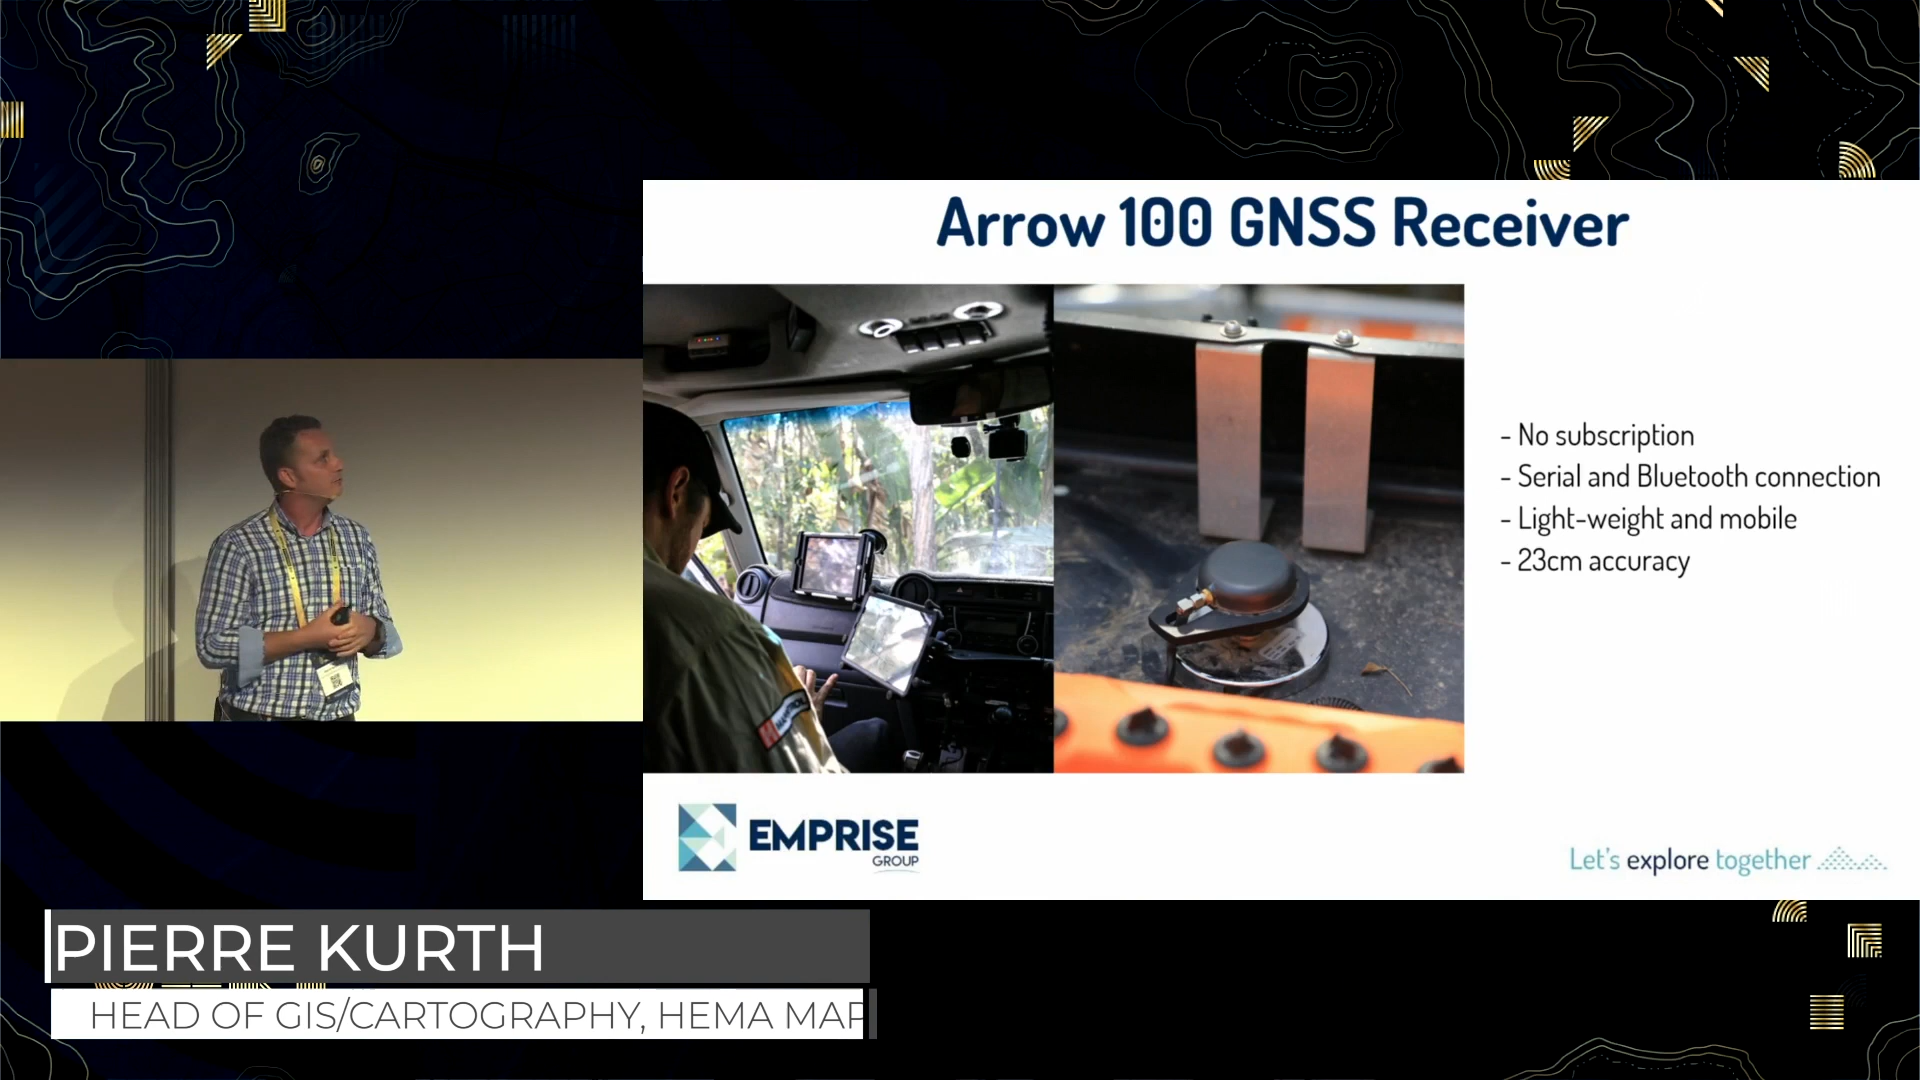 Arrow 100 GNSS Receiver
- No subscription
- Serial and Bluetooth connection
- Light-weight and mobile
- 23cm accuracy
EMPRISE
GROUP
Let's explore together
PIERRE KURTH
HEAD OF GIS/CARTOGRAPHY, HEMA MAP